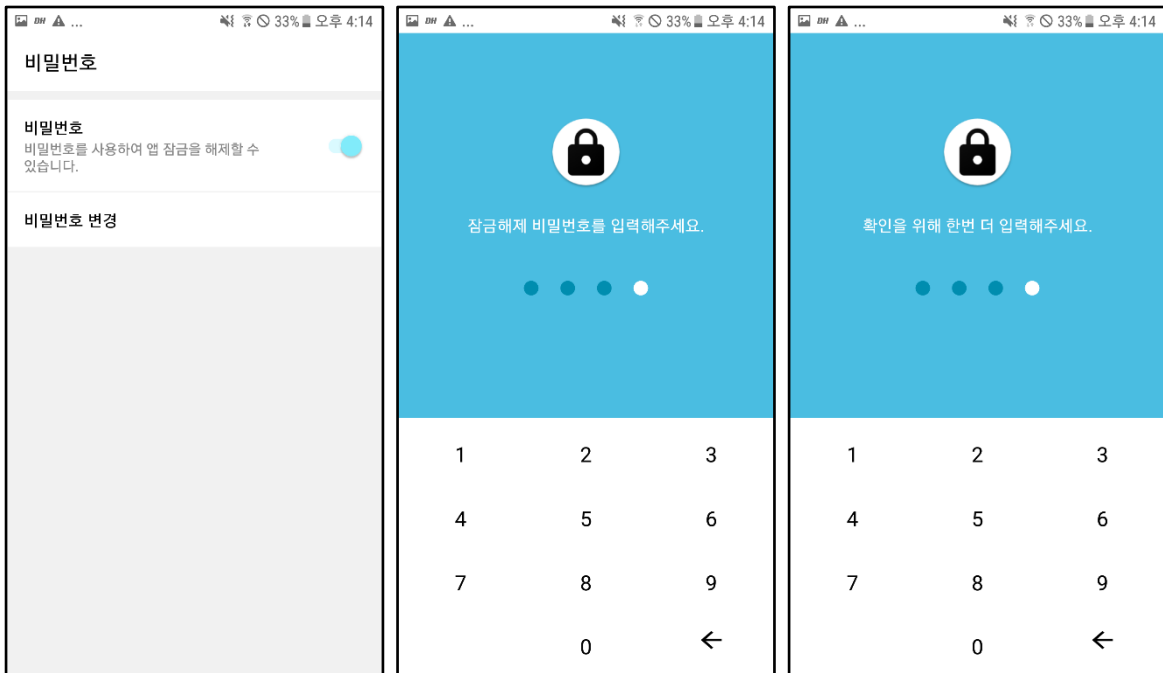 DH ... 33% 오후 4:14
비밀번호
비밀번호
비밀번호를 사용하여 앱 잠금을 해제할 수
있습니다.
비밀번호 변경
DH ... 33% 오후 4:14
잠금해제 비밀번호를 입력해주세요.
1 2 3
4 5 6
7 8 9
0
DH ... 33% 오후 4:14
확인을 위해 한번 더 입력해주세요.
1 2 3
4 5 6
7 8 9
0